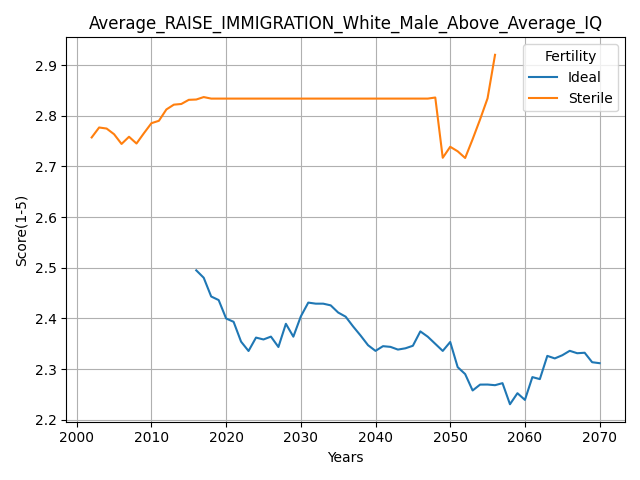 Average_RAISE_IMMIGRATION_White_Male_Above_Average_IQ
Fertility
Ideal
Sterile
Score(1-5)
2.9
2.8
2.7
2.6
2.5
2.4
2.3
2.2
2000 2010 2020 2030 2040 2050 2060 2070
Years